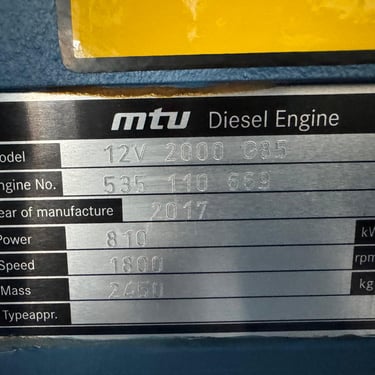 mtu Diesel Engine
odel 12V 2000 G85
ngine No. 535 110 669
ear of manufacture 2017
Power 810 kW
Speed 1800 rpm
Mass 2450 kg
Typeappr.